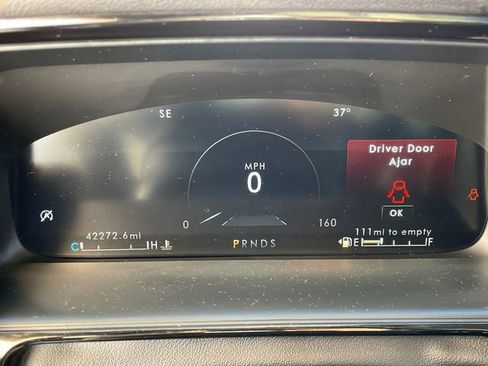 SE
37°
MPH
0
0
160
Driver Door
Ajar
OK
42272.6mi
C
H
PRNDS
111mi to empty
E
F